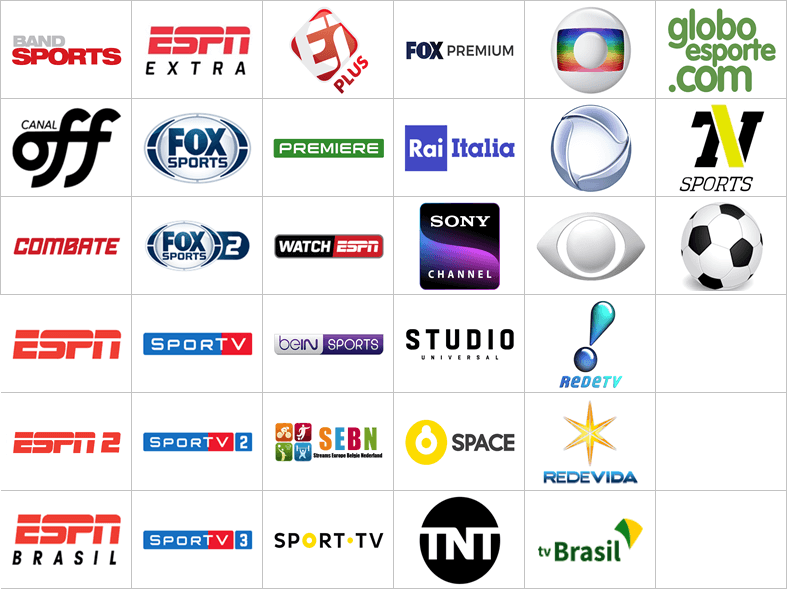 BAND
SPORTS
ESPN
EXTRA
EI
PLUS
FOX PREMIUM
globo
esporte
.com
CANAL
off
FOX
SPORTS
PREMIERE
Rai Italia
N
SPORTS
COMBATE
FOX
SPORTS 2
WATCH ESPN
SONY
CHANNEL
ESPN
SPORTV
beIN SPORTS
STUDIO
UNIVERSAL
REDETV
ESPN 2
SPORTV 2
SEBN
Streams Europe Belgie Nederland
SPACE
REDEVIDA
ESPN
BRASIL
SPORTV 3
SPORT•TV
TNT
tv Brasil